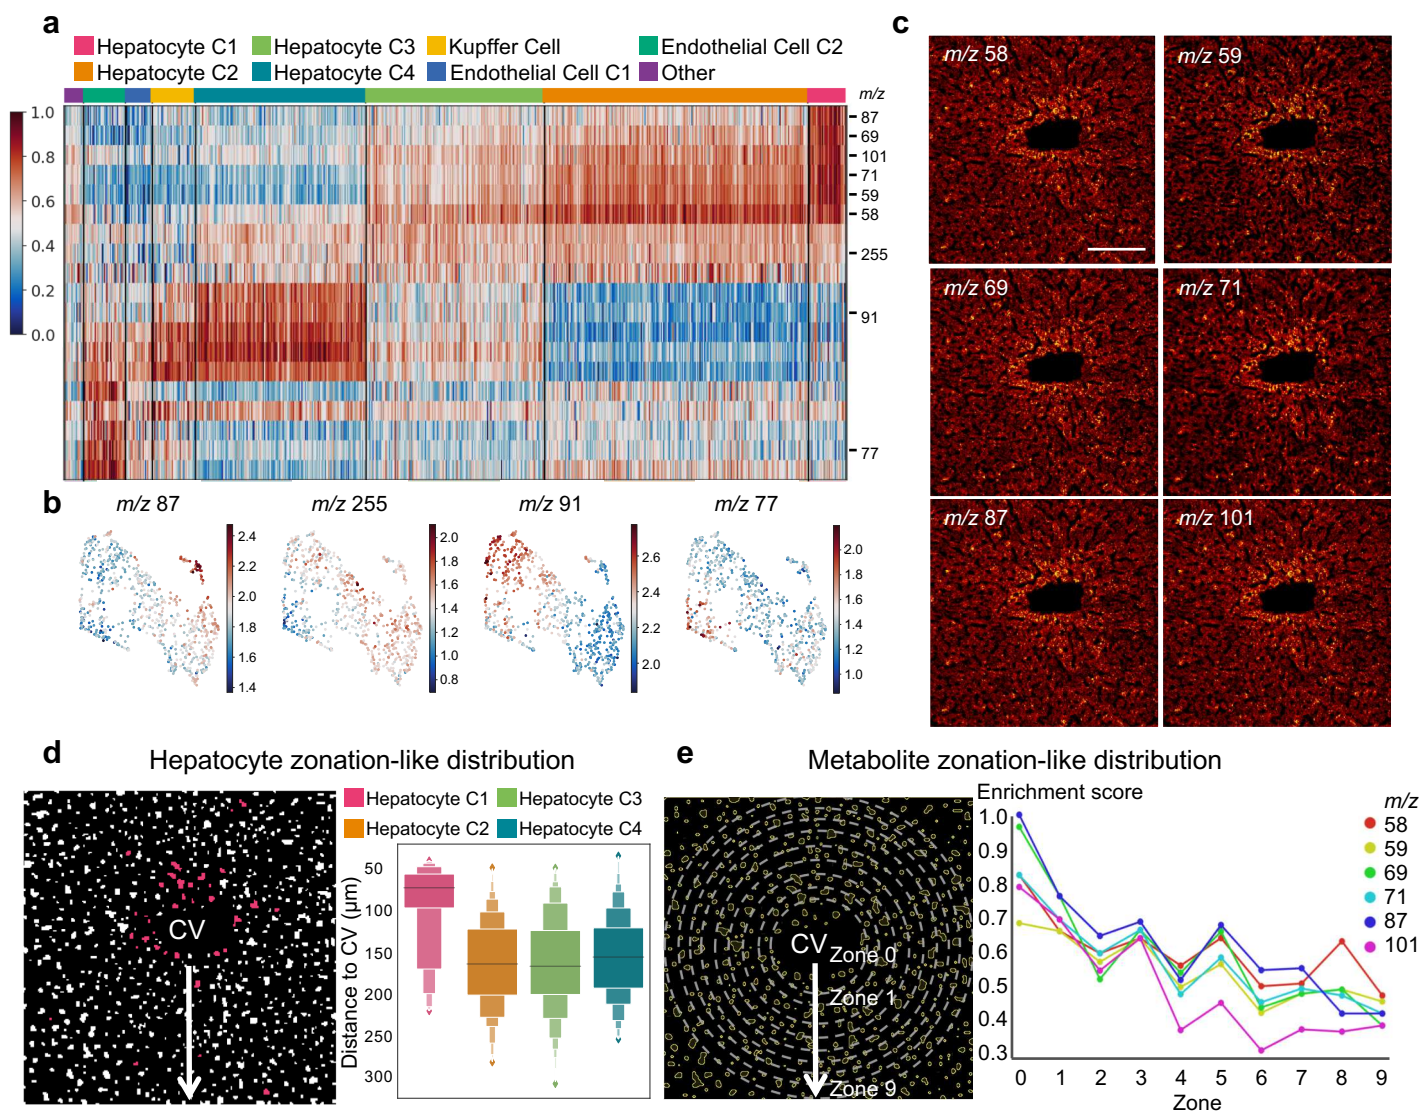 a
Hepatocyte C1
Hepatocyte C3
Kupffer Cell
Endothelial Cell C2
Hepatocyte C2
Hepatocyte C4
Endothelial Cell C1
Other
m/z
1.0
0.8
0.6
0.4
0.2
0.0
87
69
101
71
59
58
255
91
77
b
m/z 87
m/z 255
m/z 91
m/z 77
2.4
2.2
2.0
1.8
1.6
1.4
2.0
1.8
1.6
1.4
1.2
1.0
0.8
2.6
2.4
2.2
2.0
2.0
1.8
1.6
1.4
1.2
1.0
c
m/z 58
m/z 59
m/z 69
m/z 71
m/z 87
m/z 101
d
Hepatocyte zonation-like distribution
CV
Hepatocyte C1
Hepatocyte C3
Hepatocyte C2
Hepatocyte C4
Distance to CV (μm)
50
100
150
200
250
300
e
Metabolite zonation-like distribution
CV
Zone 0
Zone 1
Zone 9
Enrichment score
1.0
0.9
0.8
0.7
0.6
0.5
0.4
0.3
0 1 2 3 4 5 6 7 8 9
Zone
m/z
58
59
69
71
87
101